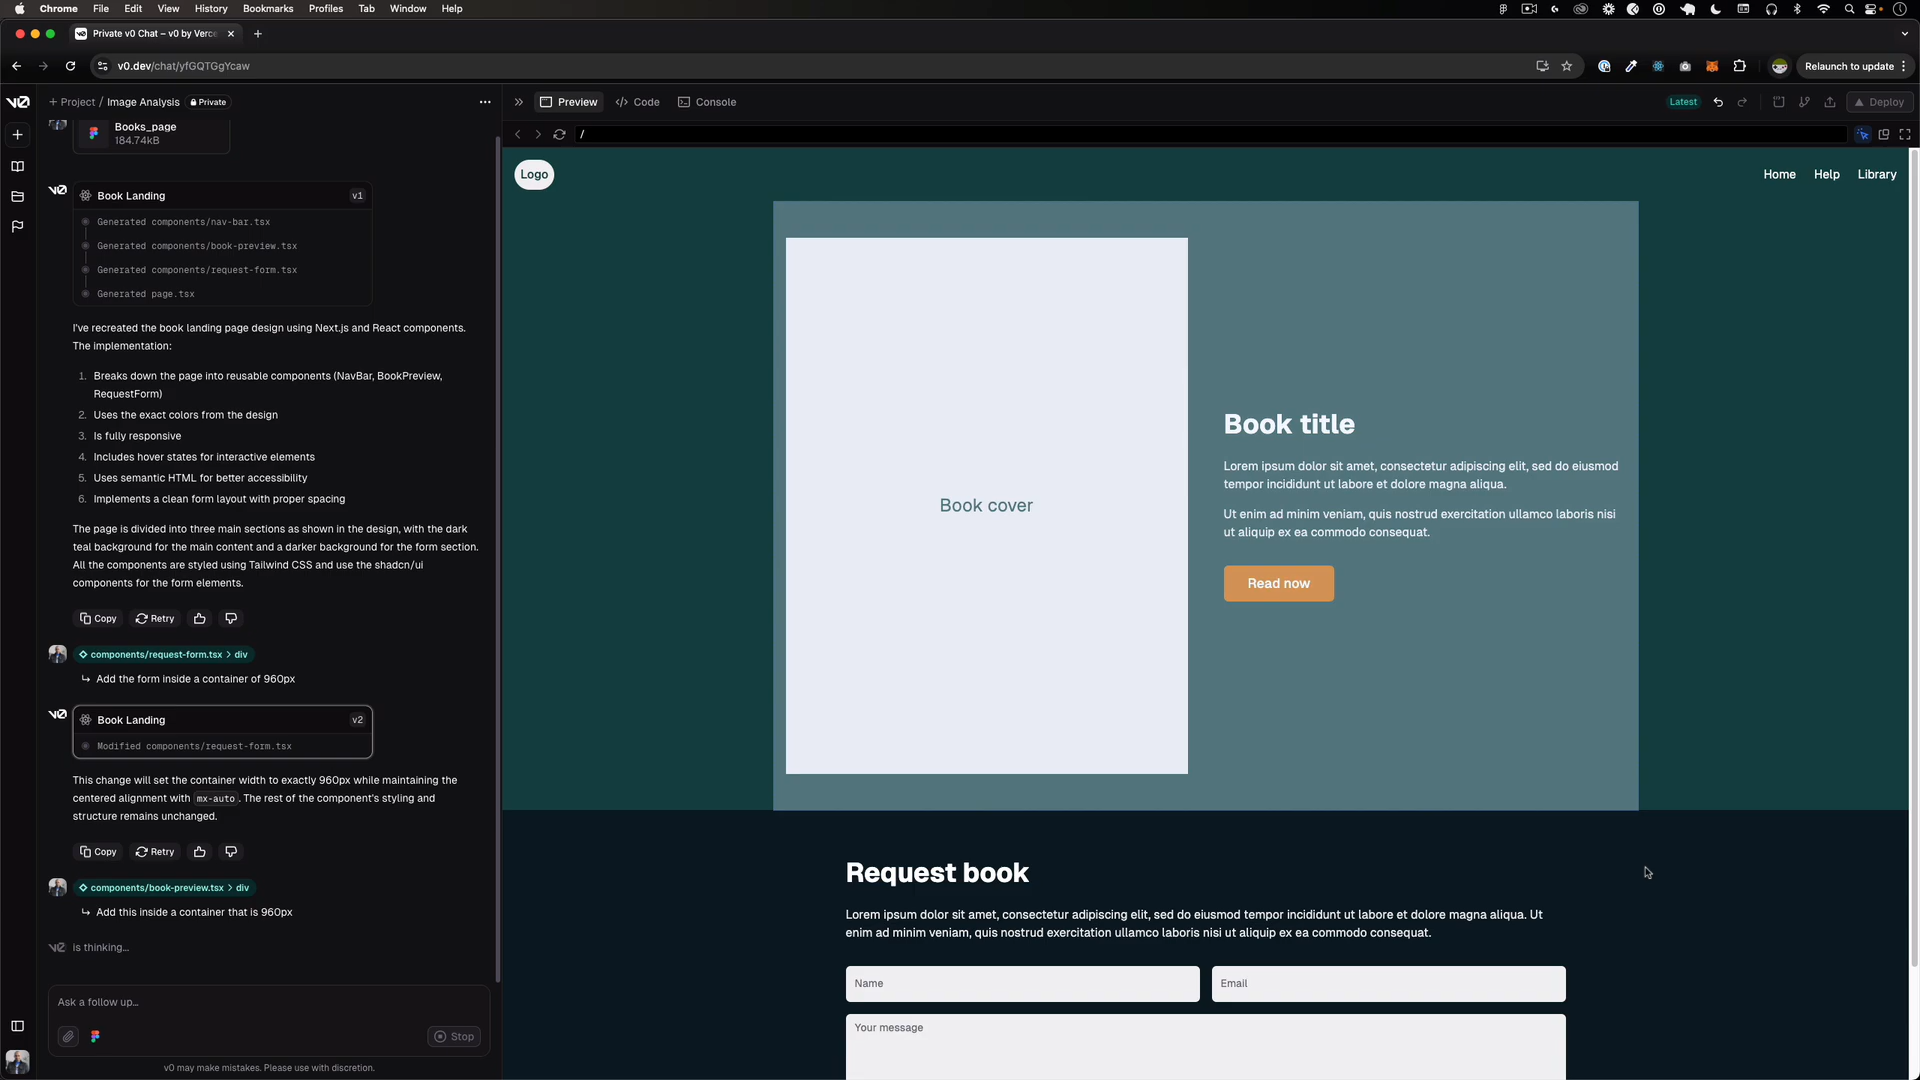 Chrome File Edit View History Bookmarks Profiles Tab Window Help
Private v0 Chat – v0 by Verce
v0.dev/chat/yfGQTGgYcaw
Relaunch to update
v0
Project / Image Analysis Private
Books_page
184.74kB
v0
Book Landing v1
Generated components/nav-bar.tsx
Generated components/book-preview.tsx
Generated components/request-form.tsx
Generated page.tsx
I've recreated the book landing page design using Next.js and React components.
The implementation:
1. Breaks down the page into reusable components (NavBar, BookPreview,
RequestForm)
2. Uses the exact colors from the design
3. Is fully responsive
4. Includes hover states for interactive elements
5. Uses semantic HTML for better accessibility
6. Implements a clean form layout with proper spacing
The page is divided into three main sections as shown in the design, with the dark
teal background for the main content and a darker background for the form section.
All the components are styled using Tailwind CSS and use the shadcn/ui
components for the form elements.
Copy Retry
components/request-form.tsx > div
Add the form inside a container of 960px
v0
Book Landing v2
Modified components/request-form.tsx
This change will set the container width to exactly 960px while maintaining the
centered alignment with mx-auto. The rest of the component's styling and
structure remains unchanged.
Copy Retry
components/book-preview.tsx > div
Add this inside a container that is 960px
v0 is thinking...
Ask a follow up...
Stop
v0 may make mistakes. Please use with discretion.
Preview Code Console
Latest
Deploy
/
Logo
Home Help Library
Book cover
Book title
Lorem ipsum dolor sit amet, consectetur adipiscing elit, sed do eiusmod
tempor incididunt ut labore et dolore magna aliqua.
Ut enim ad minim veniam, quis nostrud exercitation ullamco laboris nisi
ut aliquip ex ea commodo consequat.
Read now
Request book
Lorem ipsum dolor sit amet, consectetur adipiscing elit, sed do eiusmod tempor incididunt ut labore et dolore magna aliqua. Ut
enim ad minim veniam, quis nostrud exercitation ullamco laboris nisi ut aliquip ex ea commodo consequat.
Name
Email
Your message